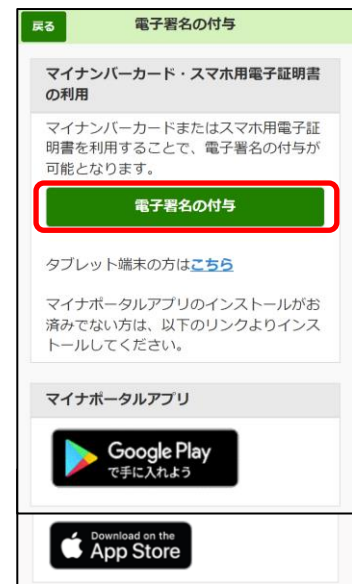 戻る
電子署名の付与
マイナンバーカード・スマホ用電子証明書
の利用
マイナンバーカードまたはスマホ用電子証
明書を利用することで、電子署名の付与が
可能となります。
電子署名の付与
タブレット端末の方はこちら
マイナポータルアプリのインストールがお
済みでない方は、以下のリンクよりインス
トールしてください。
マイナポータルアプリ
Google Play
で手に入れよう
Download on the
App Store